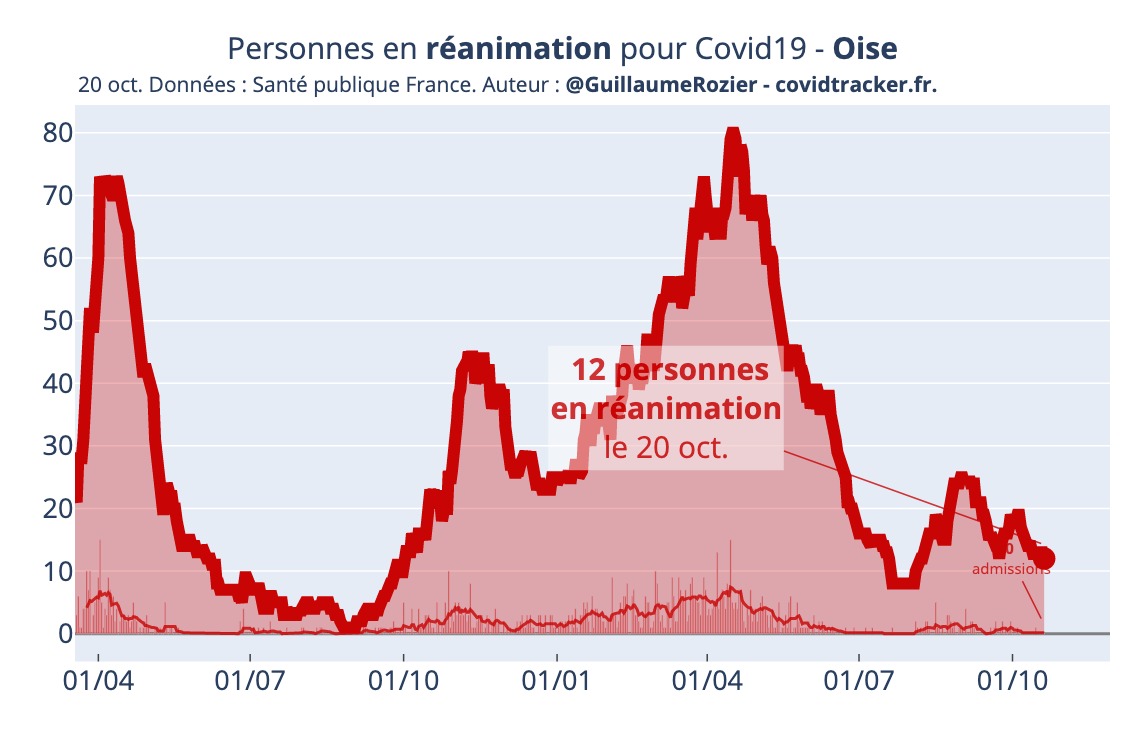 Personnes en réanimation pour Covid19 - Oise
20 oct. Données : Santé publique France. Auteur : @GuillaumeRozier - covidtracker.fr.
80
70
60
50
40
30
20
10
0
12 personnes
en réanimation
le 20 oct.
0
admissions
01/04
01/07
01/10
01/01
01/04
01/07
01/10